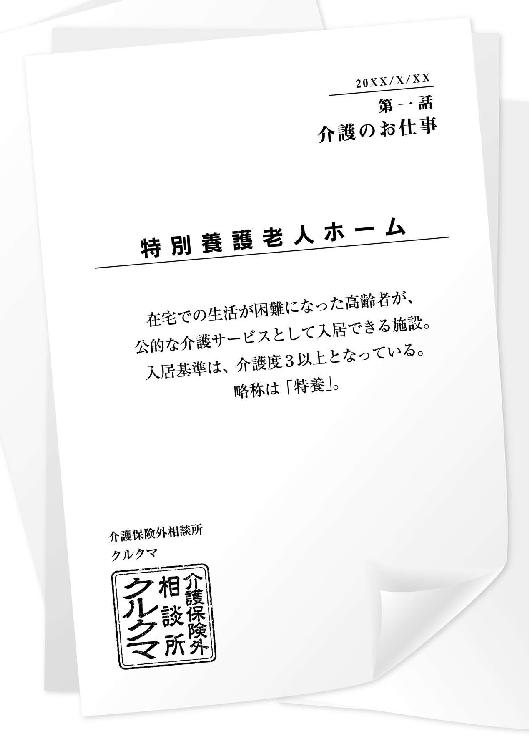 20XX/X/XX
第一話
介護のお仕事
特別養護老人ホーム
在宅での生活が困難になった高齢者が、
公的な介護サービスとして入居できる施設。
入居基準は、介護度3以上となっている。
略称は「特養」。
介護保険外相談所
クルクマ
介護保険外
相談所
クルクマ